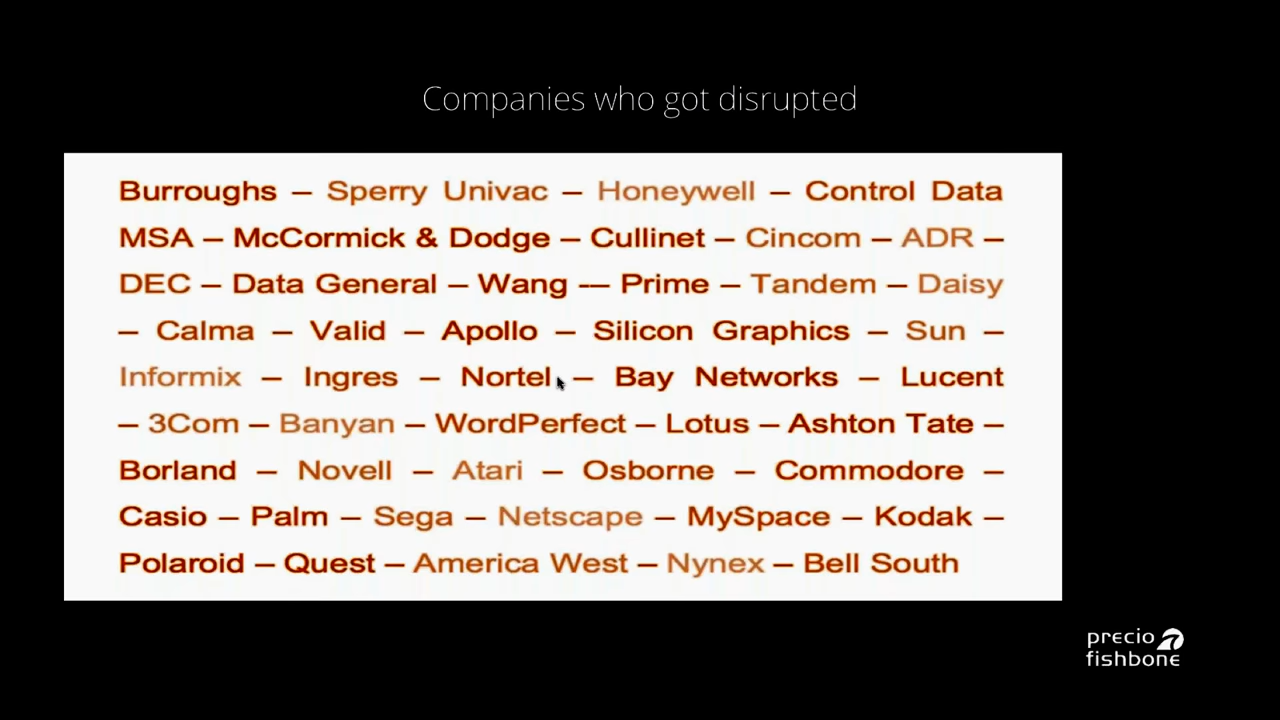 Companies who got disrupted
Burroughs – Sperry Univac – Honeywell – Control Data
MSA – McCormick & Dodge – Cullinet – Cincom – ADR –
DEC – Data General – Wang -– Prime – Tandem – Daisy
– Calma – Valid – Apollo – Silicon Graphics – Sun –
Informix – Ingres – Nortel – Bay Networks – Lucent
– 3Com – Banyan – WordPerfect – Lotus – Ashton Tate –
Borland – Novell – Atari – Osborne – Commodore –
Casio – Palm – Sega – Netscape – MySpace – Kodak –
Polaroid – Quest – America West – Nynex – Bell South
precio
fishbone